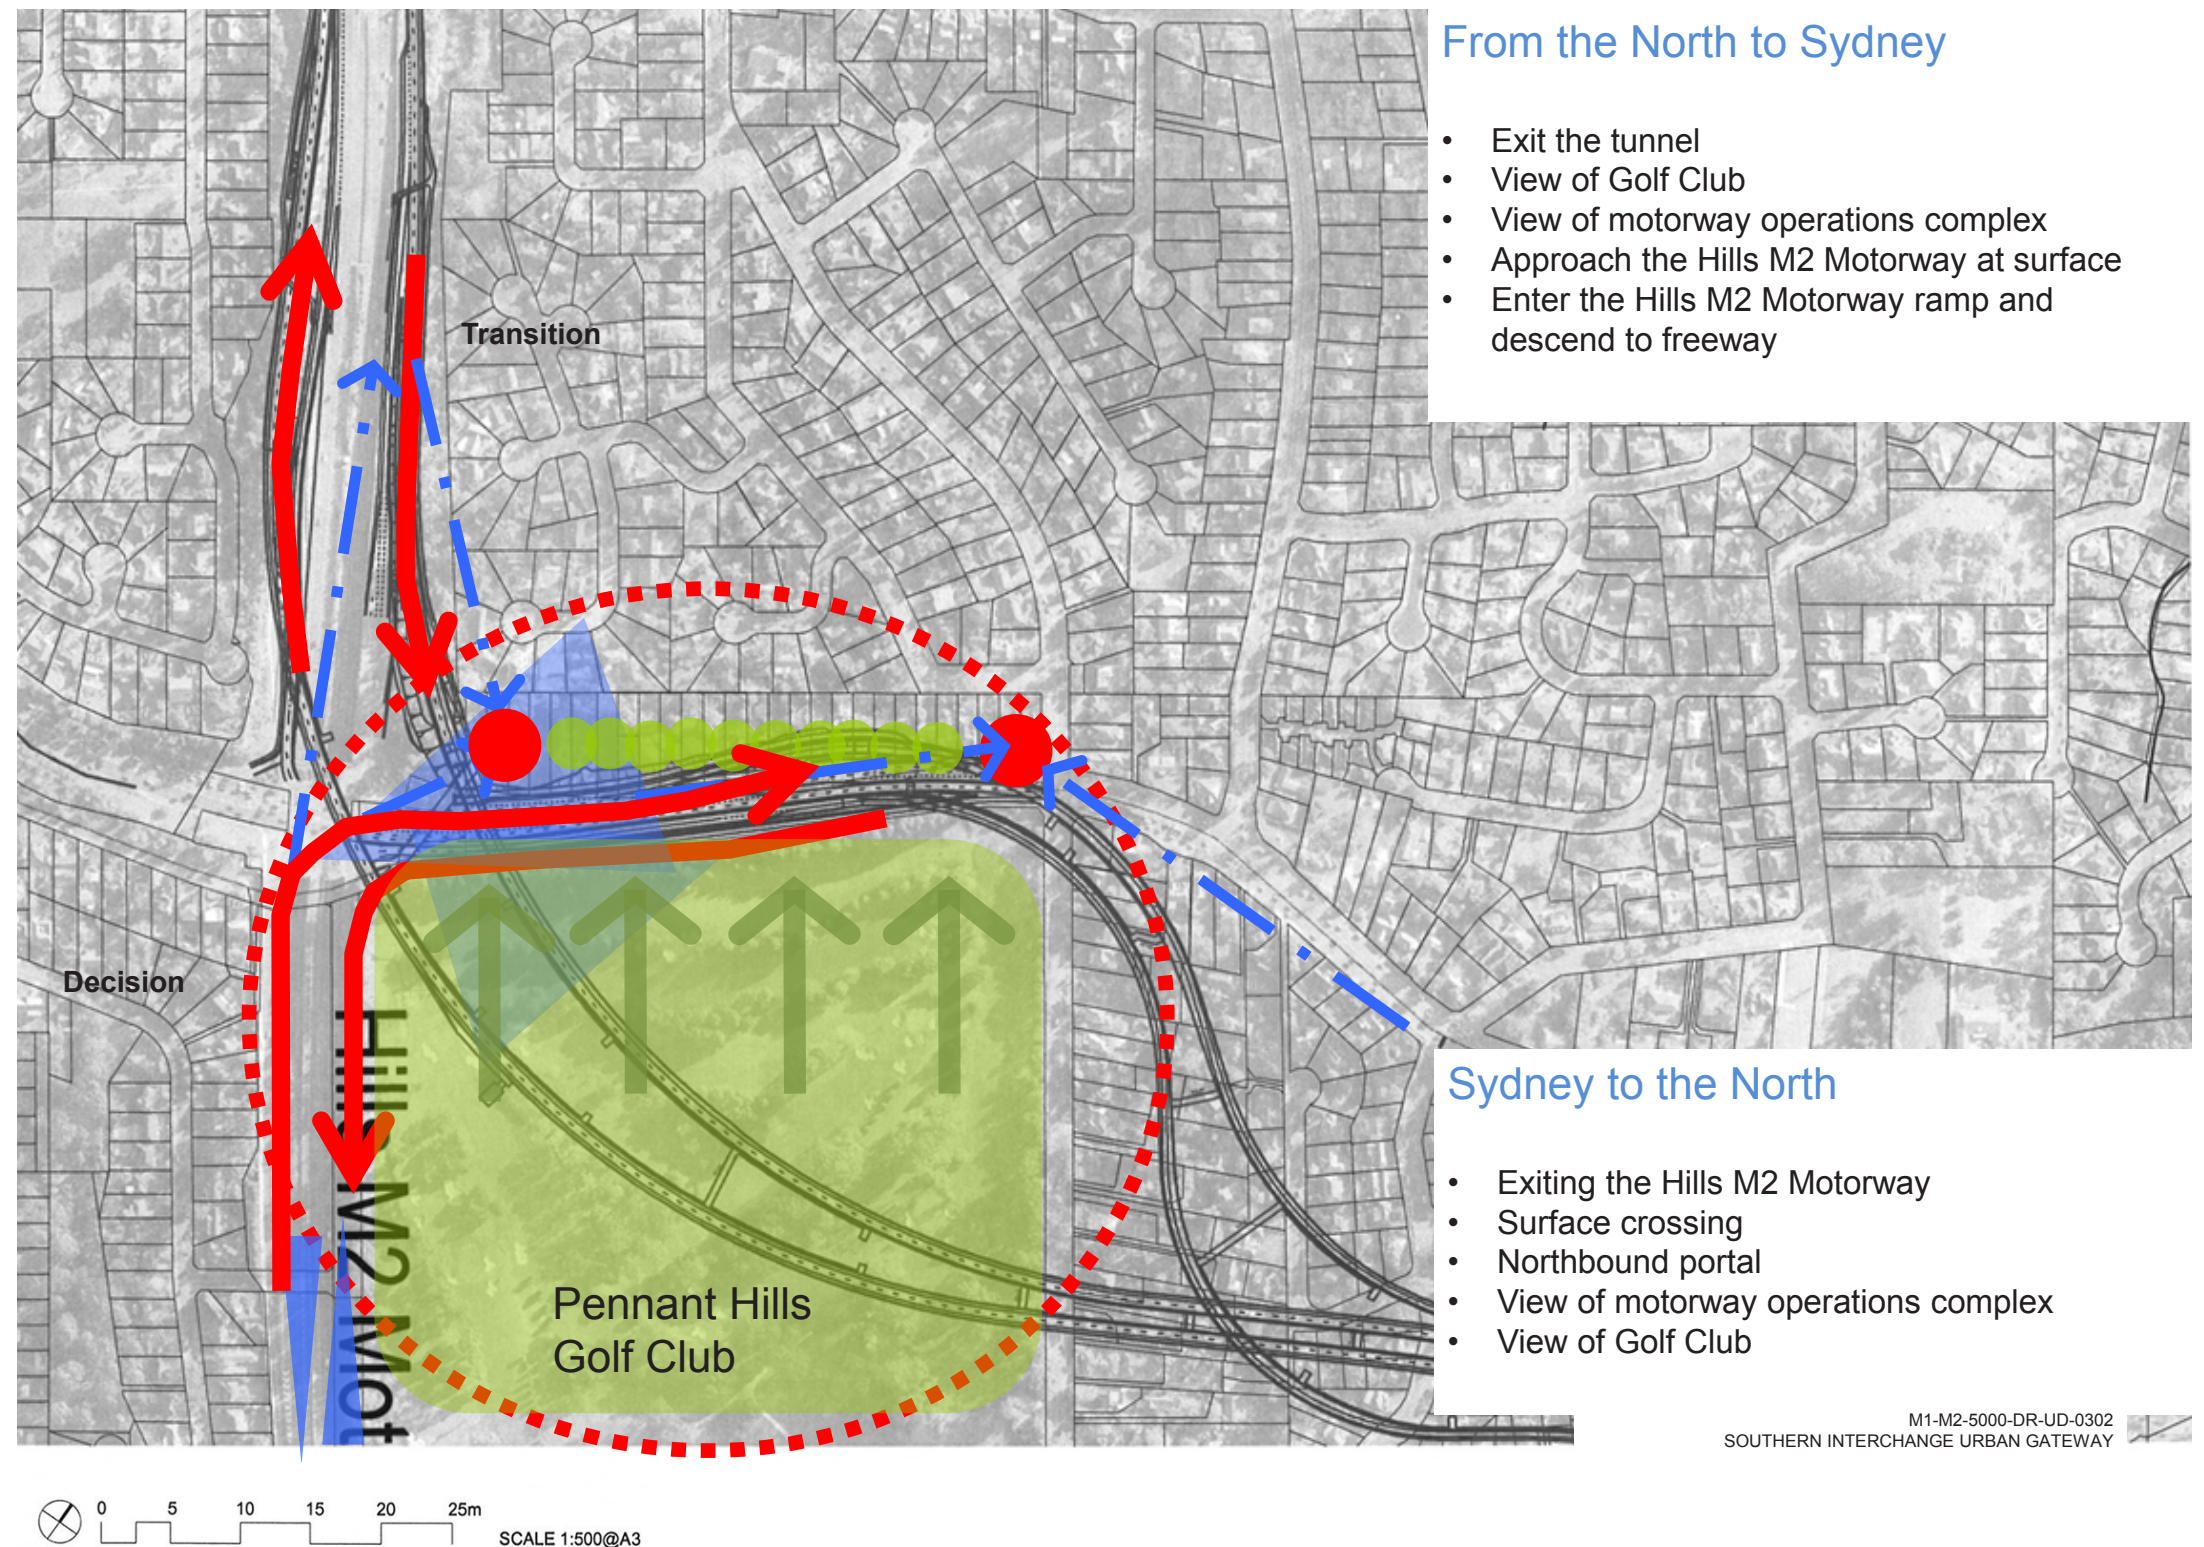 From the North to Sydney
• Exit the tunnel
• View of Golf Club
• View of motorway operations complex
• Approach the Hills M2 Motorway at surface
• Enter the Hills M2 Motorway ramp and
descend to freeway
Transition
Decision
Hills M2 Mot
Pennant Hills
Golf Club
Sydney to the North
• Exiting the Hills M2 Motorway
• Surface crossing
• Northbound portal
• View of motorway operations complex
• View of Golf Club
M1-M2-5000-DR-UD-0302
SOUTHERN INTERCHANGE URBAN GATEWAY
0 5 10 15 20 25m
SCALE 1:500@A3